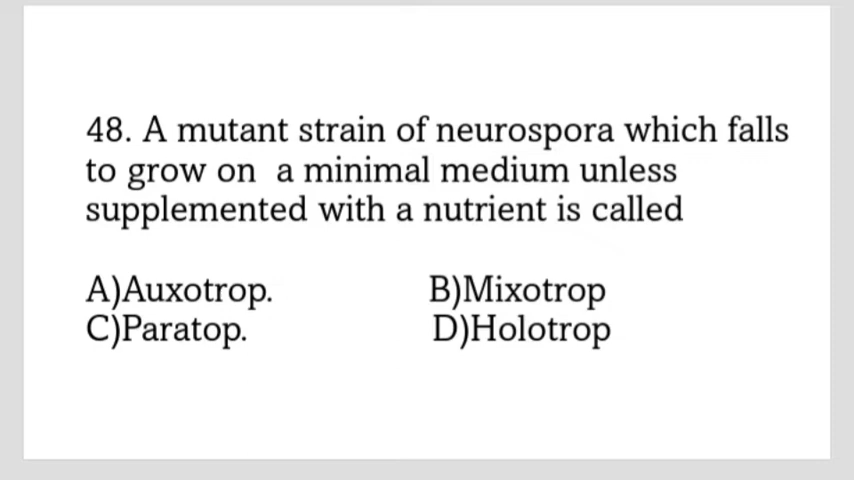 48. A mutant strain of neurospora which falls
to grow on a minimal medium unless
supplemented with a nutrient is called
A)Auxotrop. B)Mixotrop
C)Paratop. D)Holotrop